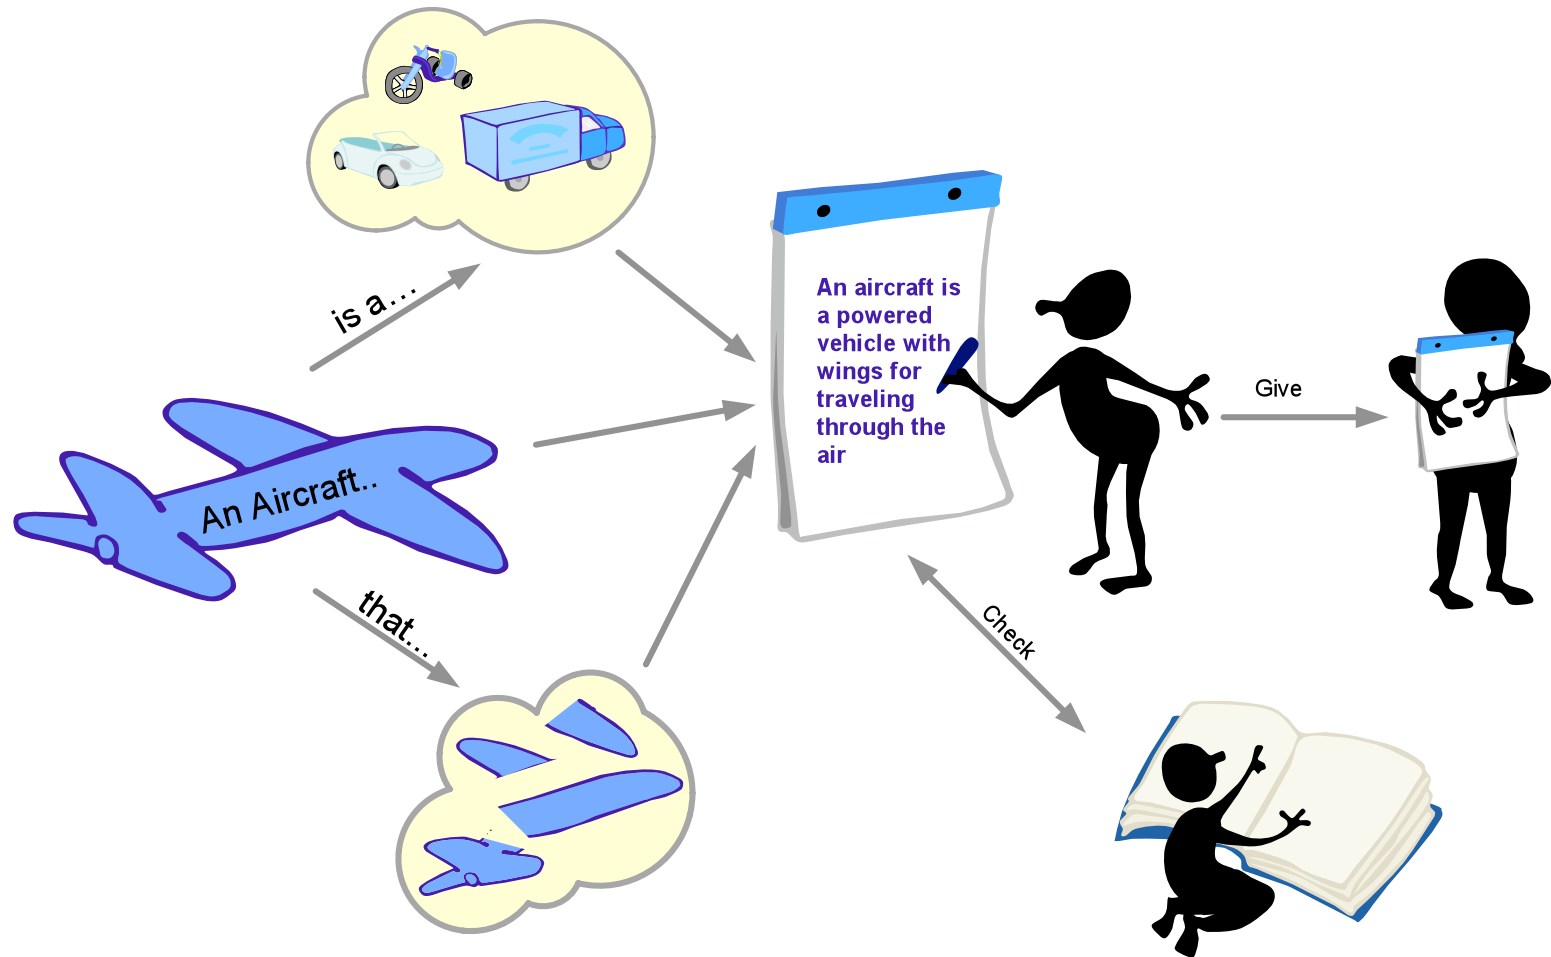 is a...
An Aircraft..
that...
An aircraft is
a powered
vehicle with
wings for
traveling
through the
air
Give
Check